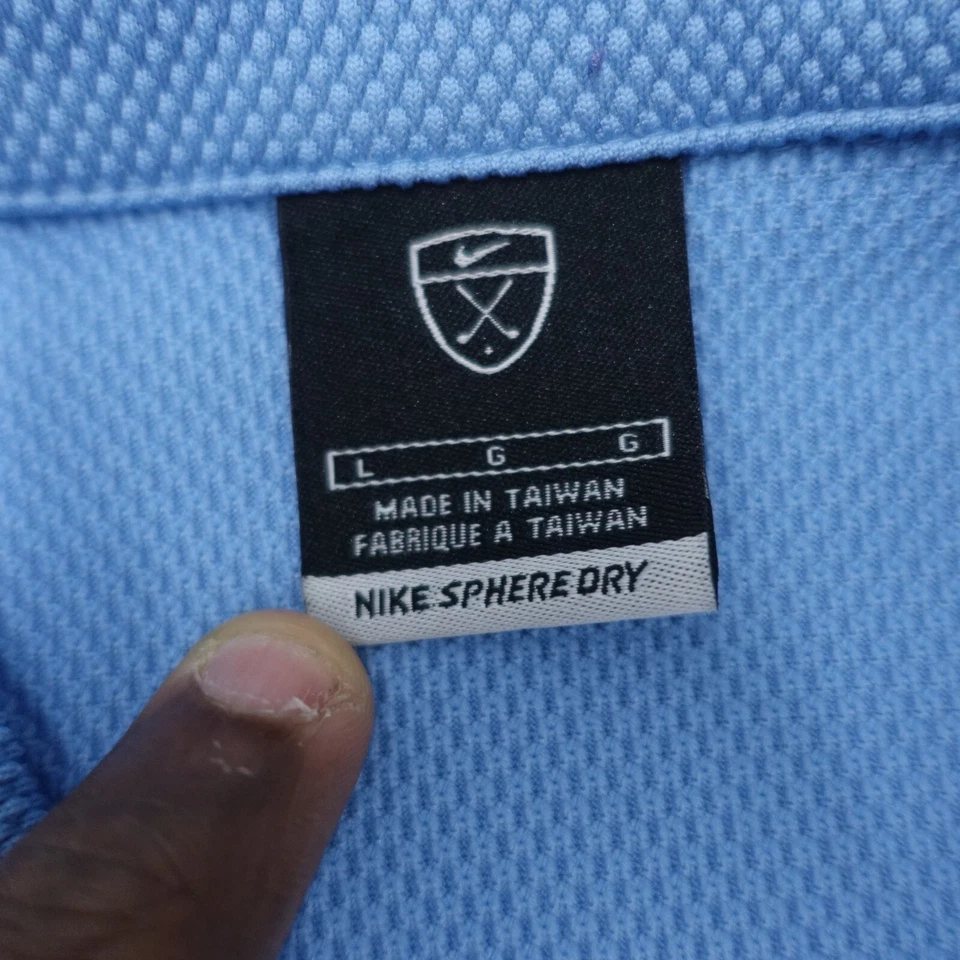 L G G
MADE IN TAIWAN
FABRIQUE A TAIWAN
NIKE SPHERE DRY